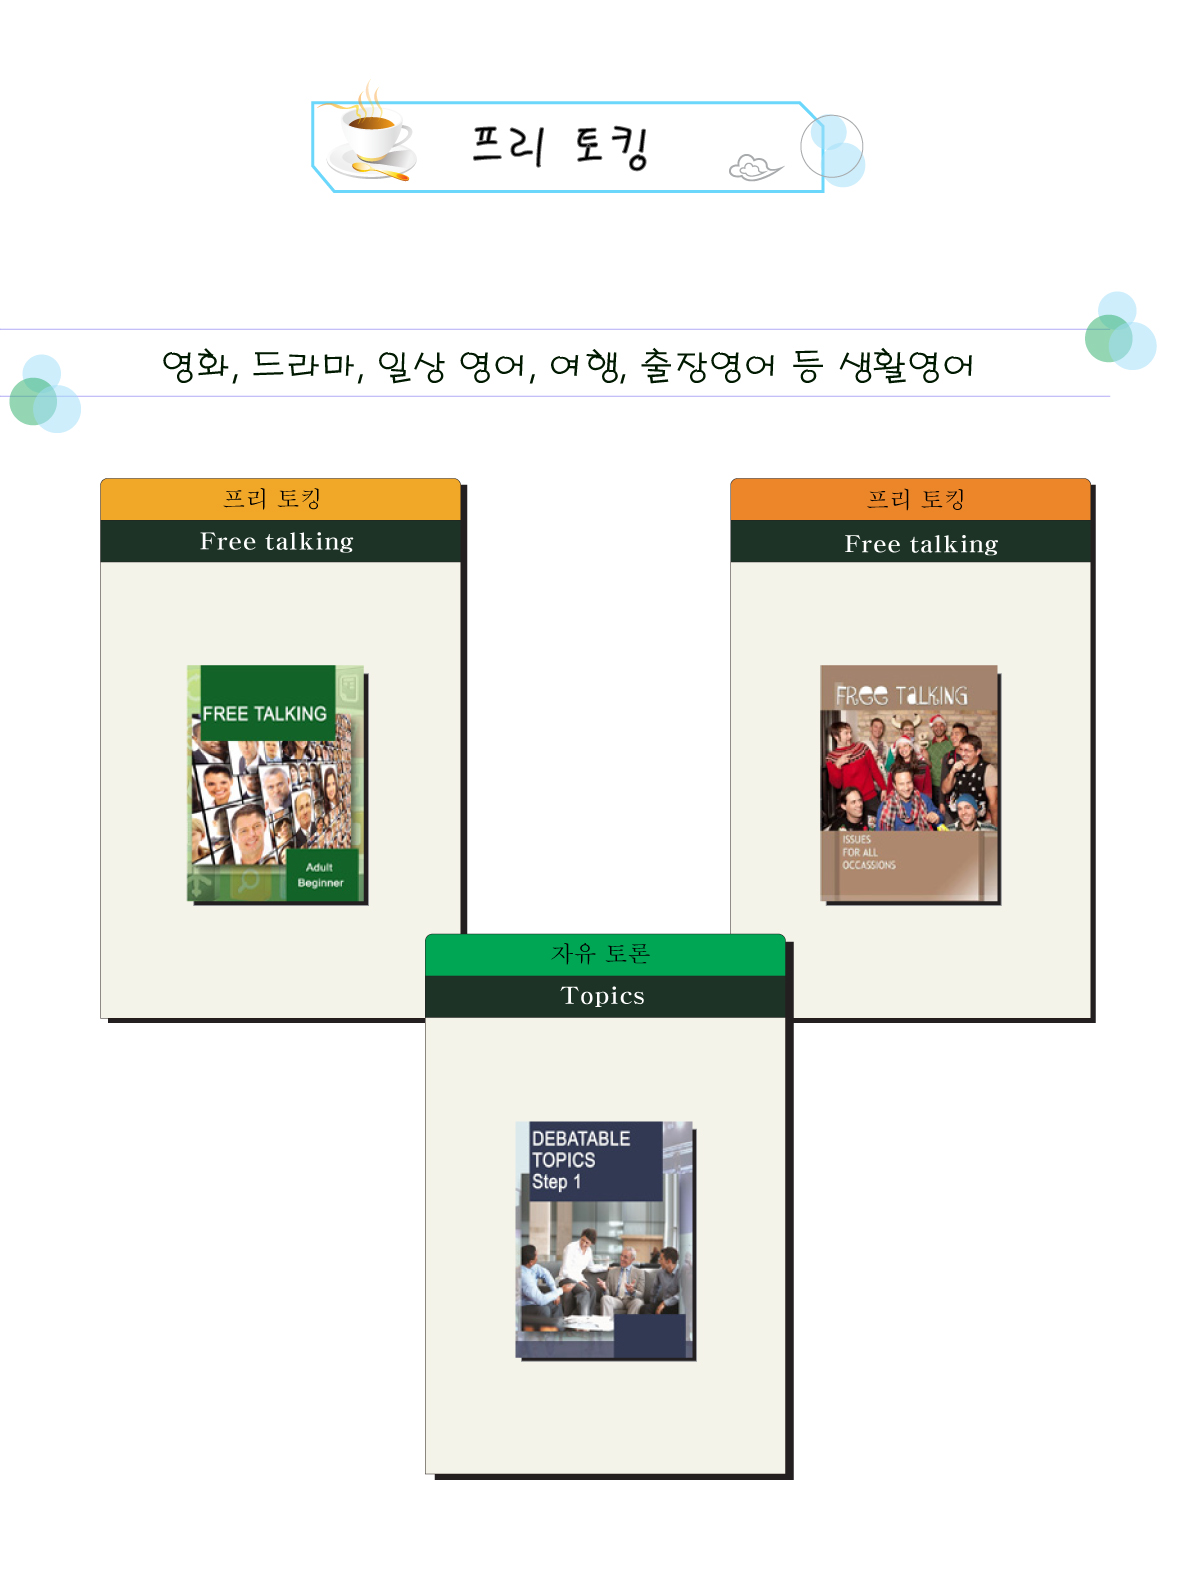 프리 토킹
영화, 드라마, 일상 영어, 여행, 출장영어 등 생활영어
프리 토킹
Free talking
FREE TALKING
Adult
Beginner
프리 토킹
Free talking
FREE TALKING
ISSUES
FOR ALL
OCCASSIONS
자유 토론
Topics
DEBATABLE
TOPICS
Step 1